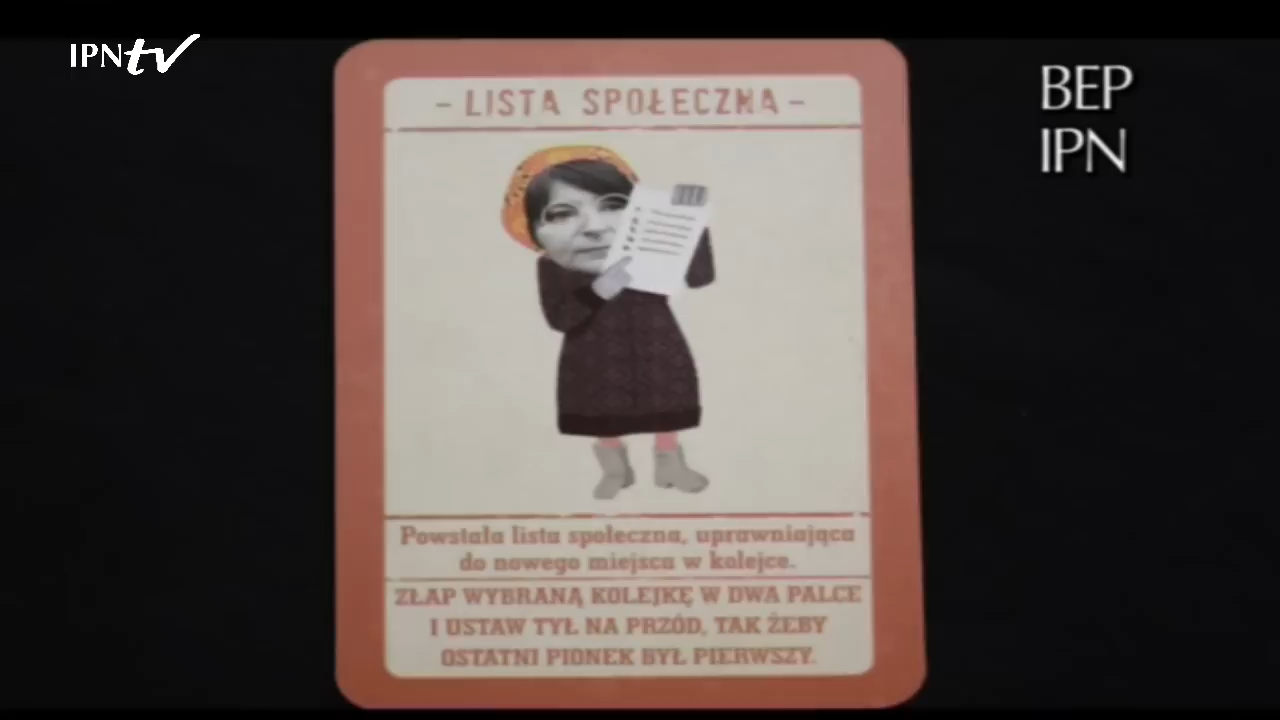 IPNtv
BEP
IPN
- LISTA SPOŁECZNA -
Powstała lista społeczna, uprawniająca
do nowego miejsca w kolejce.
ZŁAP WYBRANĄ KOLEJKĘ W DWA PALCE
I USTAW TYŁ NA PRZÓD, TAK ŻEBY
OSTATNI PIONEK BYŁ PIERWSZY.